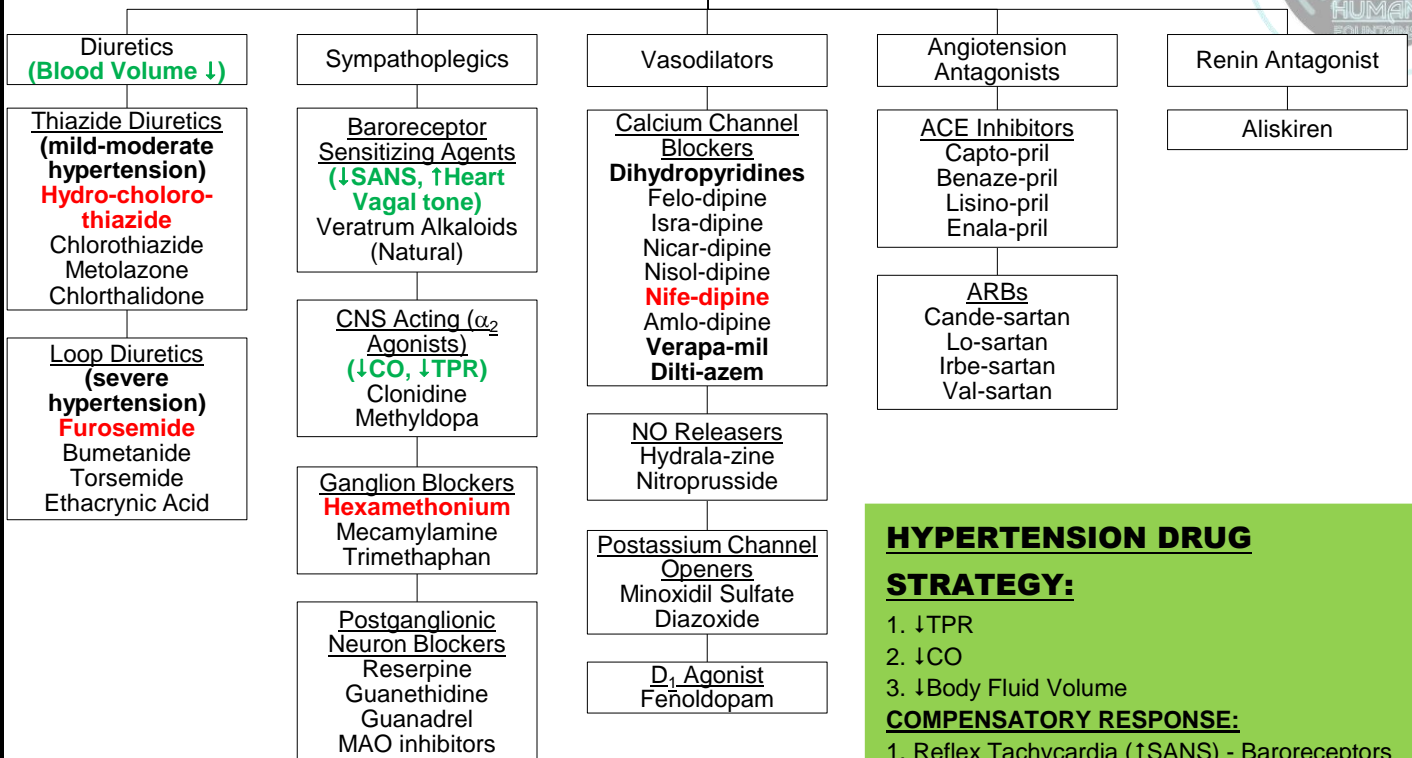 HUMAN
Diuretics
(Blood Volume ↓)
Thiazide Diuretics
(mild-moderate
hypertension)
Hydro-choloro-
thiazide
Chlorothiazide
Metolazone
Chlorthalidone
Loop Diuretics
(severe
hypertension)
Furosemide
Bumetanide
Torsemide
Ethacrynic Acid
Sympathoplegics
Baroreceptor
Sensitizing Agents
(↓SANS, ↑Heart
Vagal tone)
Veratrum Alkaloids
(Natural)
CNS Acting (α2
Agonists)
(↓CO, ↓TPR)
Clonidine
Methyldopa
Ganglion Blockers
Hexamethonium
Mecamylamine
Trimethaphan
Postganglionic
Neuron Blockers
Reserpine
Guanethidine
Guanadrel
MAO inhibitors
Vasodilators
Calcium Channel
Blockers
Dihydropyridines
Felo-dipine
Isra-dipine
Nicar-dipine
Nisol-dipine
Nife-dipine
Amlo-dipine
Verapa-mil
Dilti-azem
NO Releasers
Hydrala-zine
Nitroprusside
Postassium Channel
Openers
Minoxidil Sulfate
Diazoxide
D1 Agonist
Fenoldopam
Angiotension
Antagonists
ACE Inhibitors
Capto-pril
Benaze-pril
Lisino-pril
Enala-pril
ARBs
Cande-sartan
Lo-sartan
Irbe-sartan
Val-sartan
Renin Antagonist
Aliskiren
HYPERTENSION DRUG
STRATEGY:
1. ↓TPR
2. ↓CO
3. ↓Body Fluid Volume
COMPENSATORY RESPONSE:
1. Reflex Tachycardia (↑SANS) - Baroreceptors